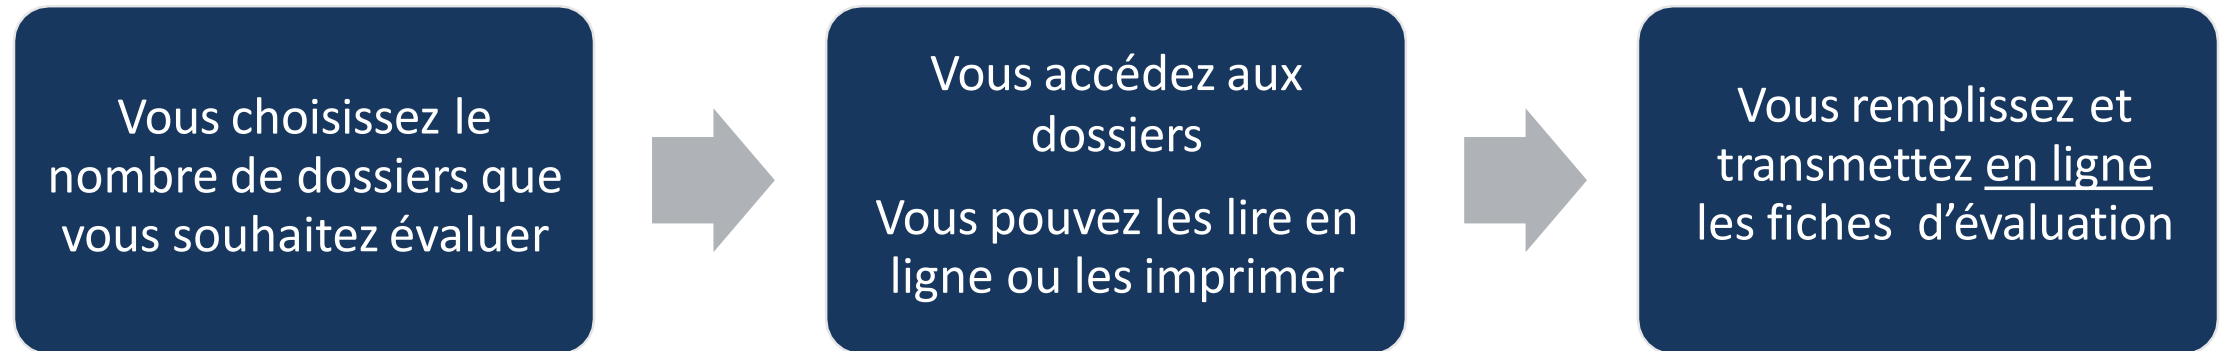 Vous choisissez le
nombre de dossiers que
vous souhaitez évaluer
Vous accédez aux
dossiers
Vous pouvez les lire en
ligne ou les imprimer
Vous remplissez et
transmettez en ligne
les fiches  d’évaluation